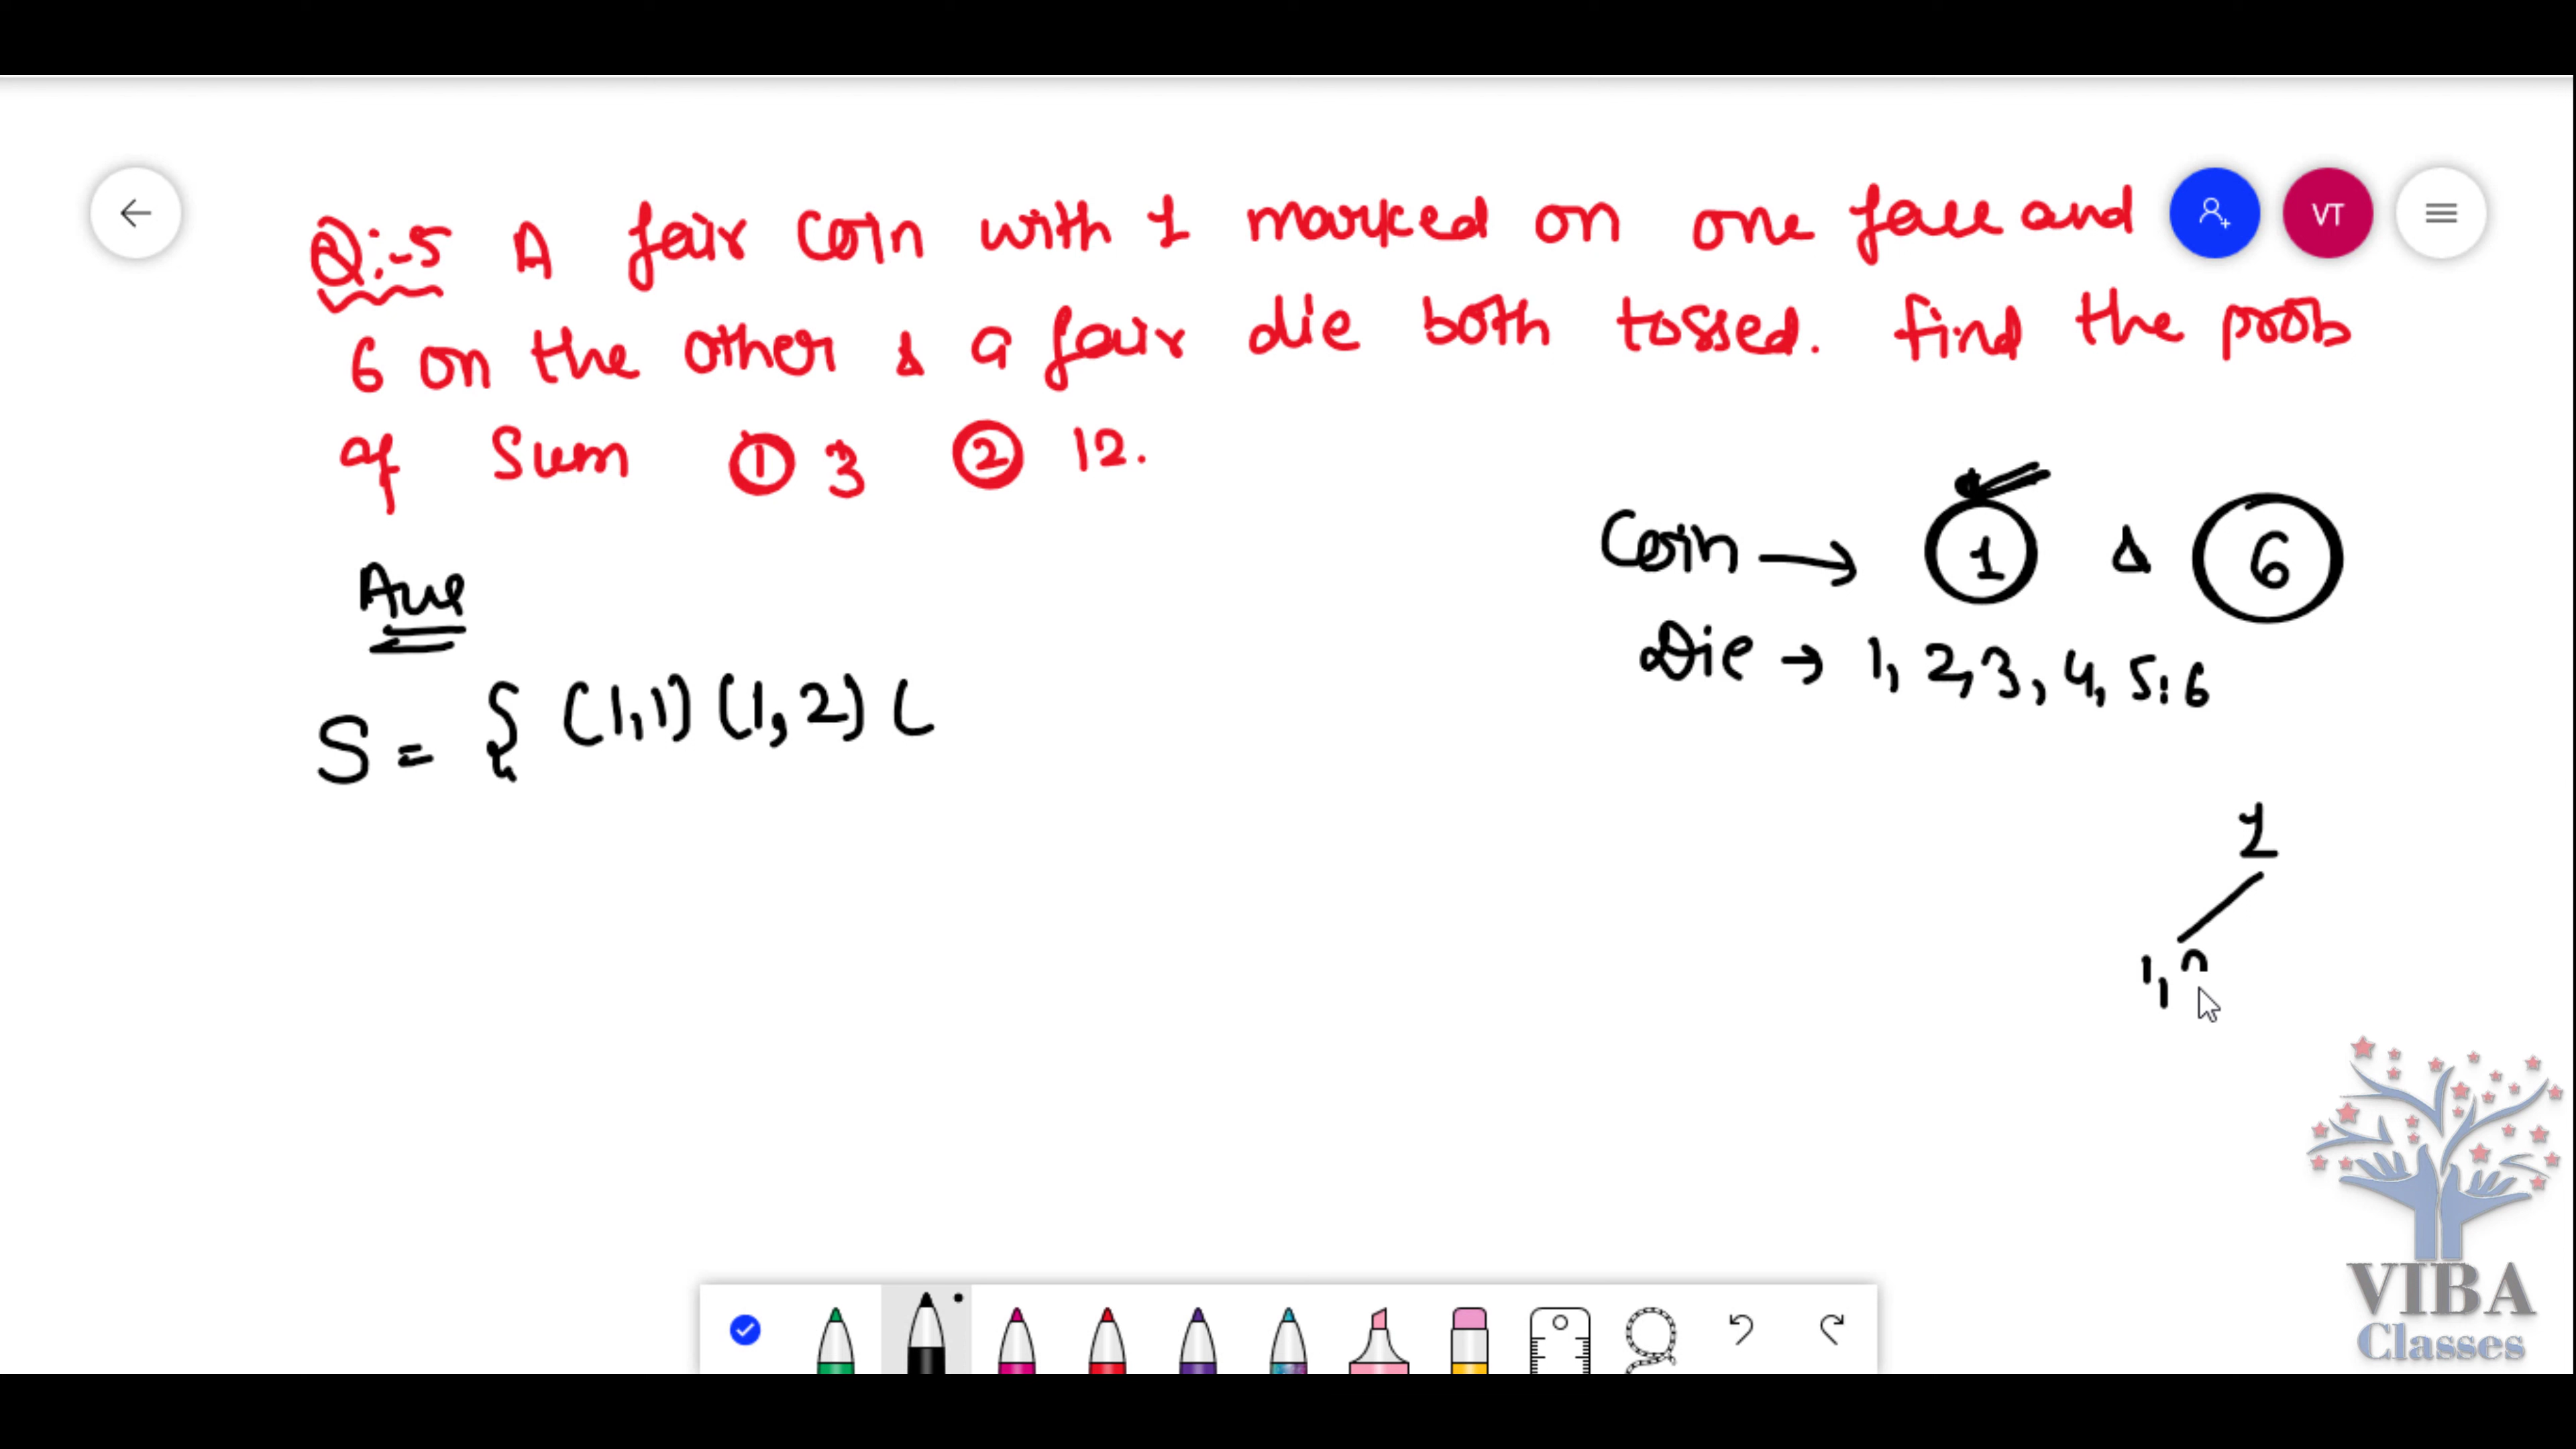 Q:-5 A fair Coin with 1 marked on one face and
VT
6 on the other & a fair die both tossed. find the prob
of Sum ① 3 ② 12.
Coin → 1 & 6
Ans
Die → 1, 2, 3, 4, 5, 6
S = { (1,1) (1,2) (
1
1,
VIBA
Classes